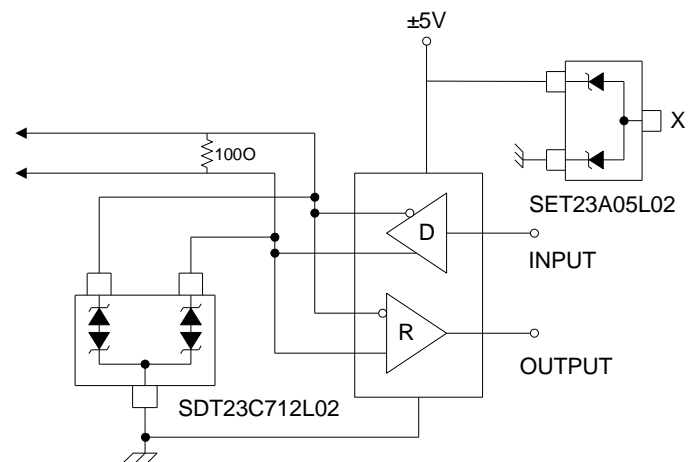 ±5V
X
100O
SET23A05L02
D
INPUT
R
OUTPUT
SDT23C712L02